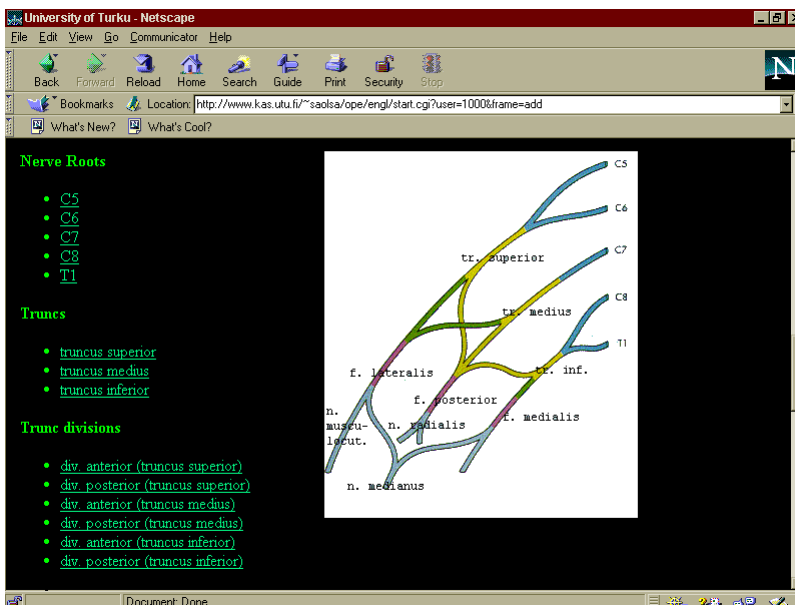 University of Turku - Netscape
File Edit View Go Communicator Help
Back Forward Reload Home Search Guide Print Security Stop
N
Bookmarks Location: http://www.kas.utu.fi/~saolsa/ope/engl/start.cgi?user=1000&frame=add
What's New? What's Cool?
Nerve Roots
C5
C6
C7
C8
T1
Truncs
truncus superior
truncus medius
truncus inferior
Trunc divisions
div. anterior (truncus superior)
div. posterior (truncus superior)
div. anterior (truncus medius)
div. posterior (truncus medius)
div. anterior (truncus inferior)
div. posterior (truncus inferior)
C5
C6
C7
tr. superior
C8
tr. medius
T1
f. lateralis
tr. inf.
f. posterior
n. muscu-
locut.
n. radialis
f. medialis
n. medianus
Document: Done